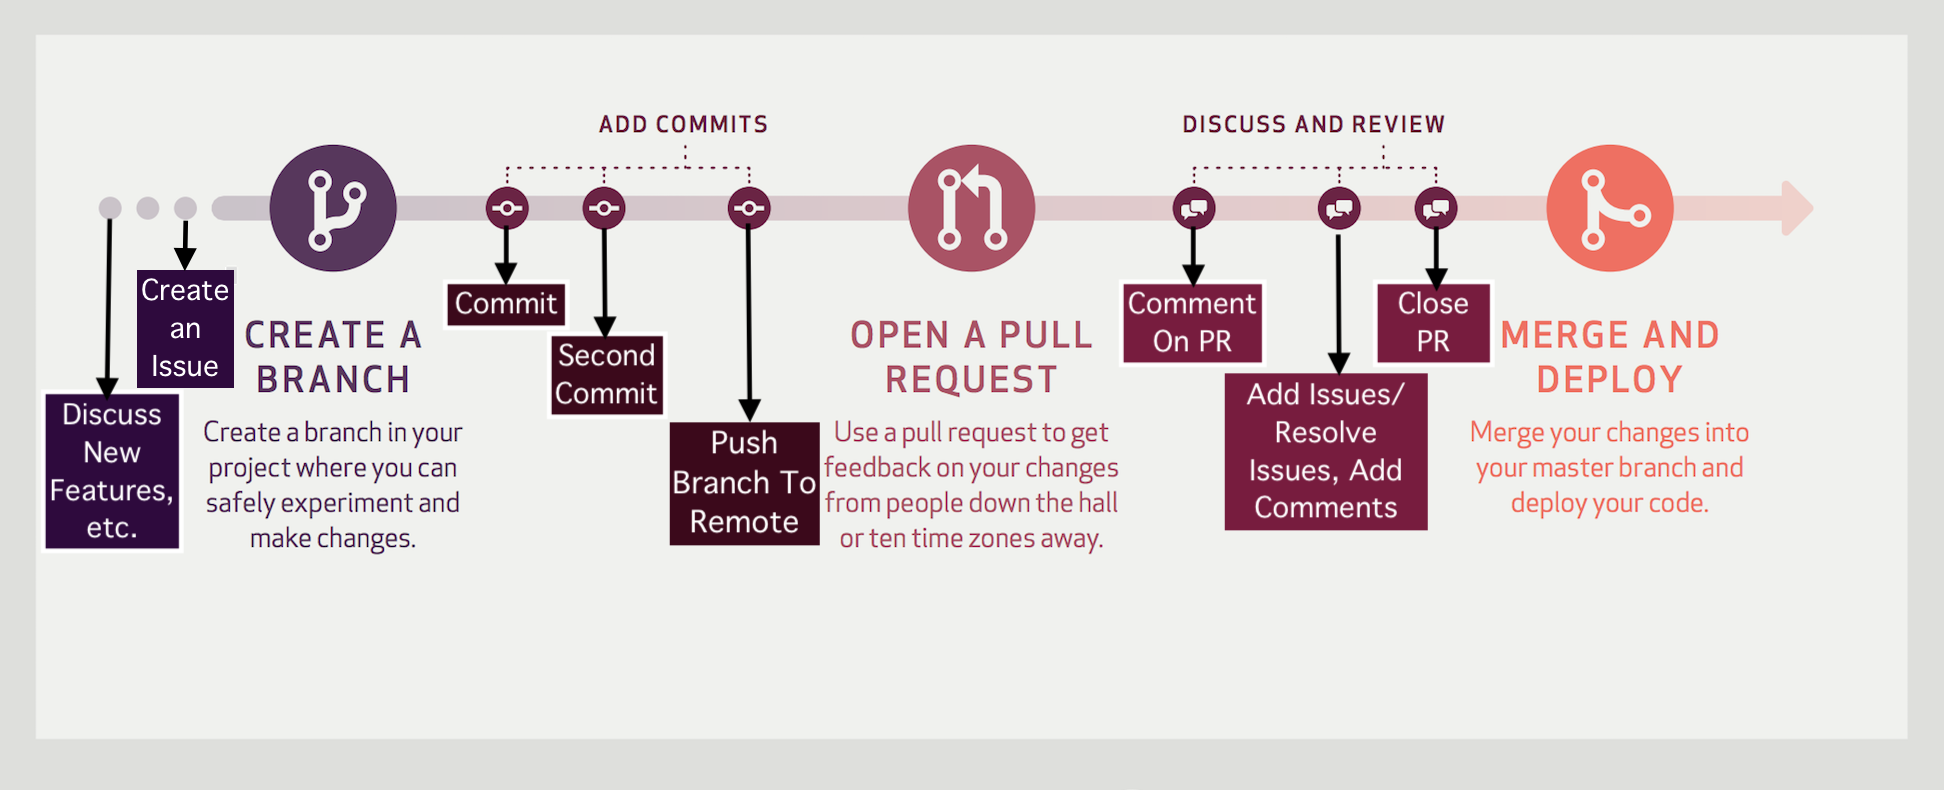 ADD COMMITS
DISCUSS AND REVIEW
Discuss
New
Features,
etc.
Create
an
Issue
CREATE A
BRANCH
Create a branch in your
project where you can
safely experiment and
make changes.
Commit
Second
Commit
Push
Branch To
Remote
OPEN A PULL
REQUEST
Use a pull request to get
feedback on your changes
from people down the hall
or ten time zones away.
Comment
On PR
Add Issues/
Resolve
Issues, Add
Comments
Close
PR
MERGE AND
DEPLOY
Merge your changes into
your master branch and
deploy your code.